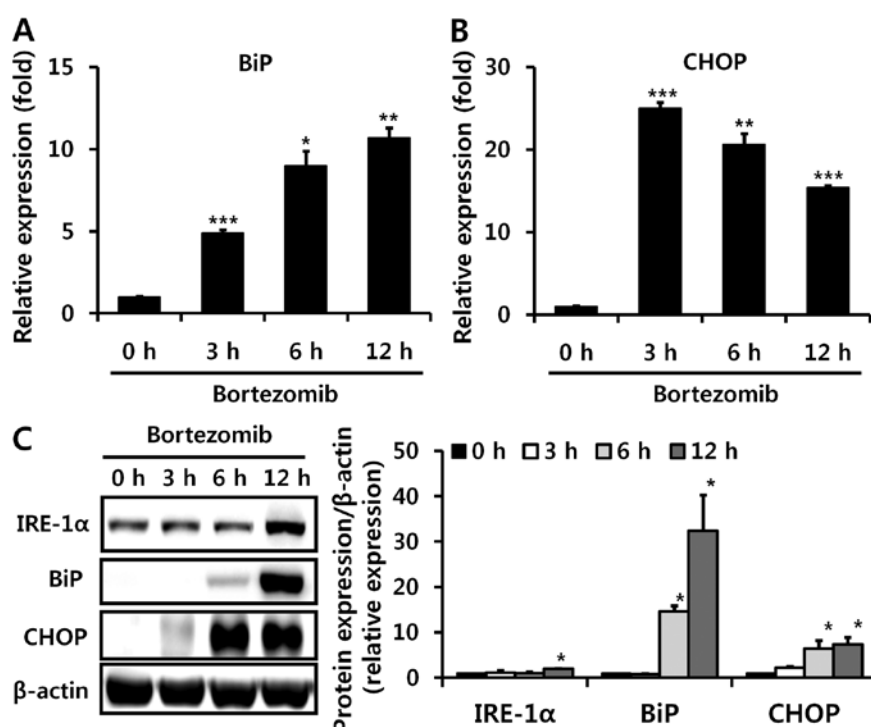 A
BiP
Relative expression (fold)
15
10
5
0
***
*
**
0 h 3 h 6 h 12 h
Bortezomib
B
CHOP
Relative expression (fold)
30
20
10
0
***
**
***
0 h 3 h 6 h 12 h
Bortezomib
C
Bortezomib
0 h 3 h 6 h 12 h
IRE-1α
BiP
CHOP
β-actin
Protein expression/β-actin
(relative expression)
50
40
30
20
10
0
0 h 3 h 6 h 12 h
*
*
*
*
*
IRE-1α BiP CHOP